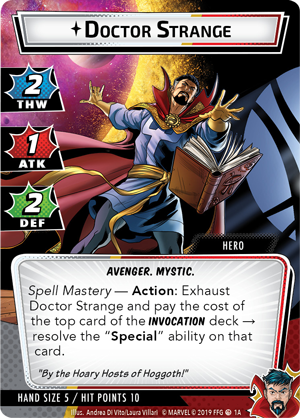 DOCTOR STRANGE
2
THW
1
ATK
2
DEF
HERO
AVENGER. MYSTIC.
Spell Mastery — Action: Exhaust
Doctor Strange and pay the cost of
the top card of the INVOCATION deck →
resolve the “Special” ability on that
card.
"By the Hoary Hosts of Hoggoth!"
Illus. Andrea Di Vito/Laura Villari © MARVEL © 2019 FFG 1A
HAND SIZE 5 / HIT POINTS 10